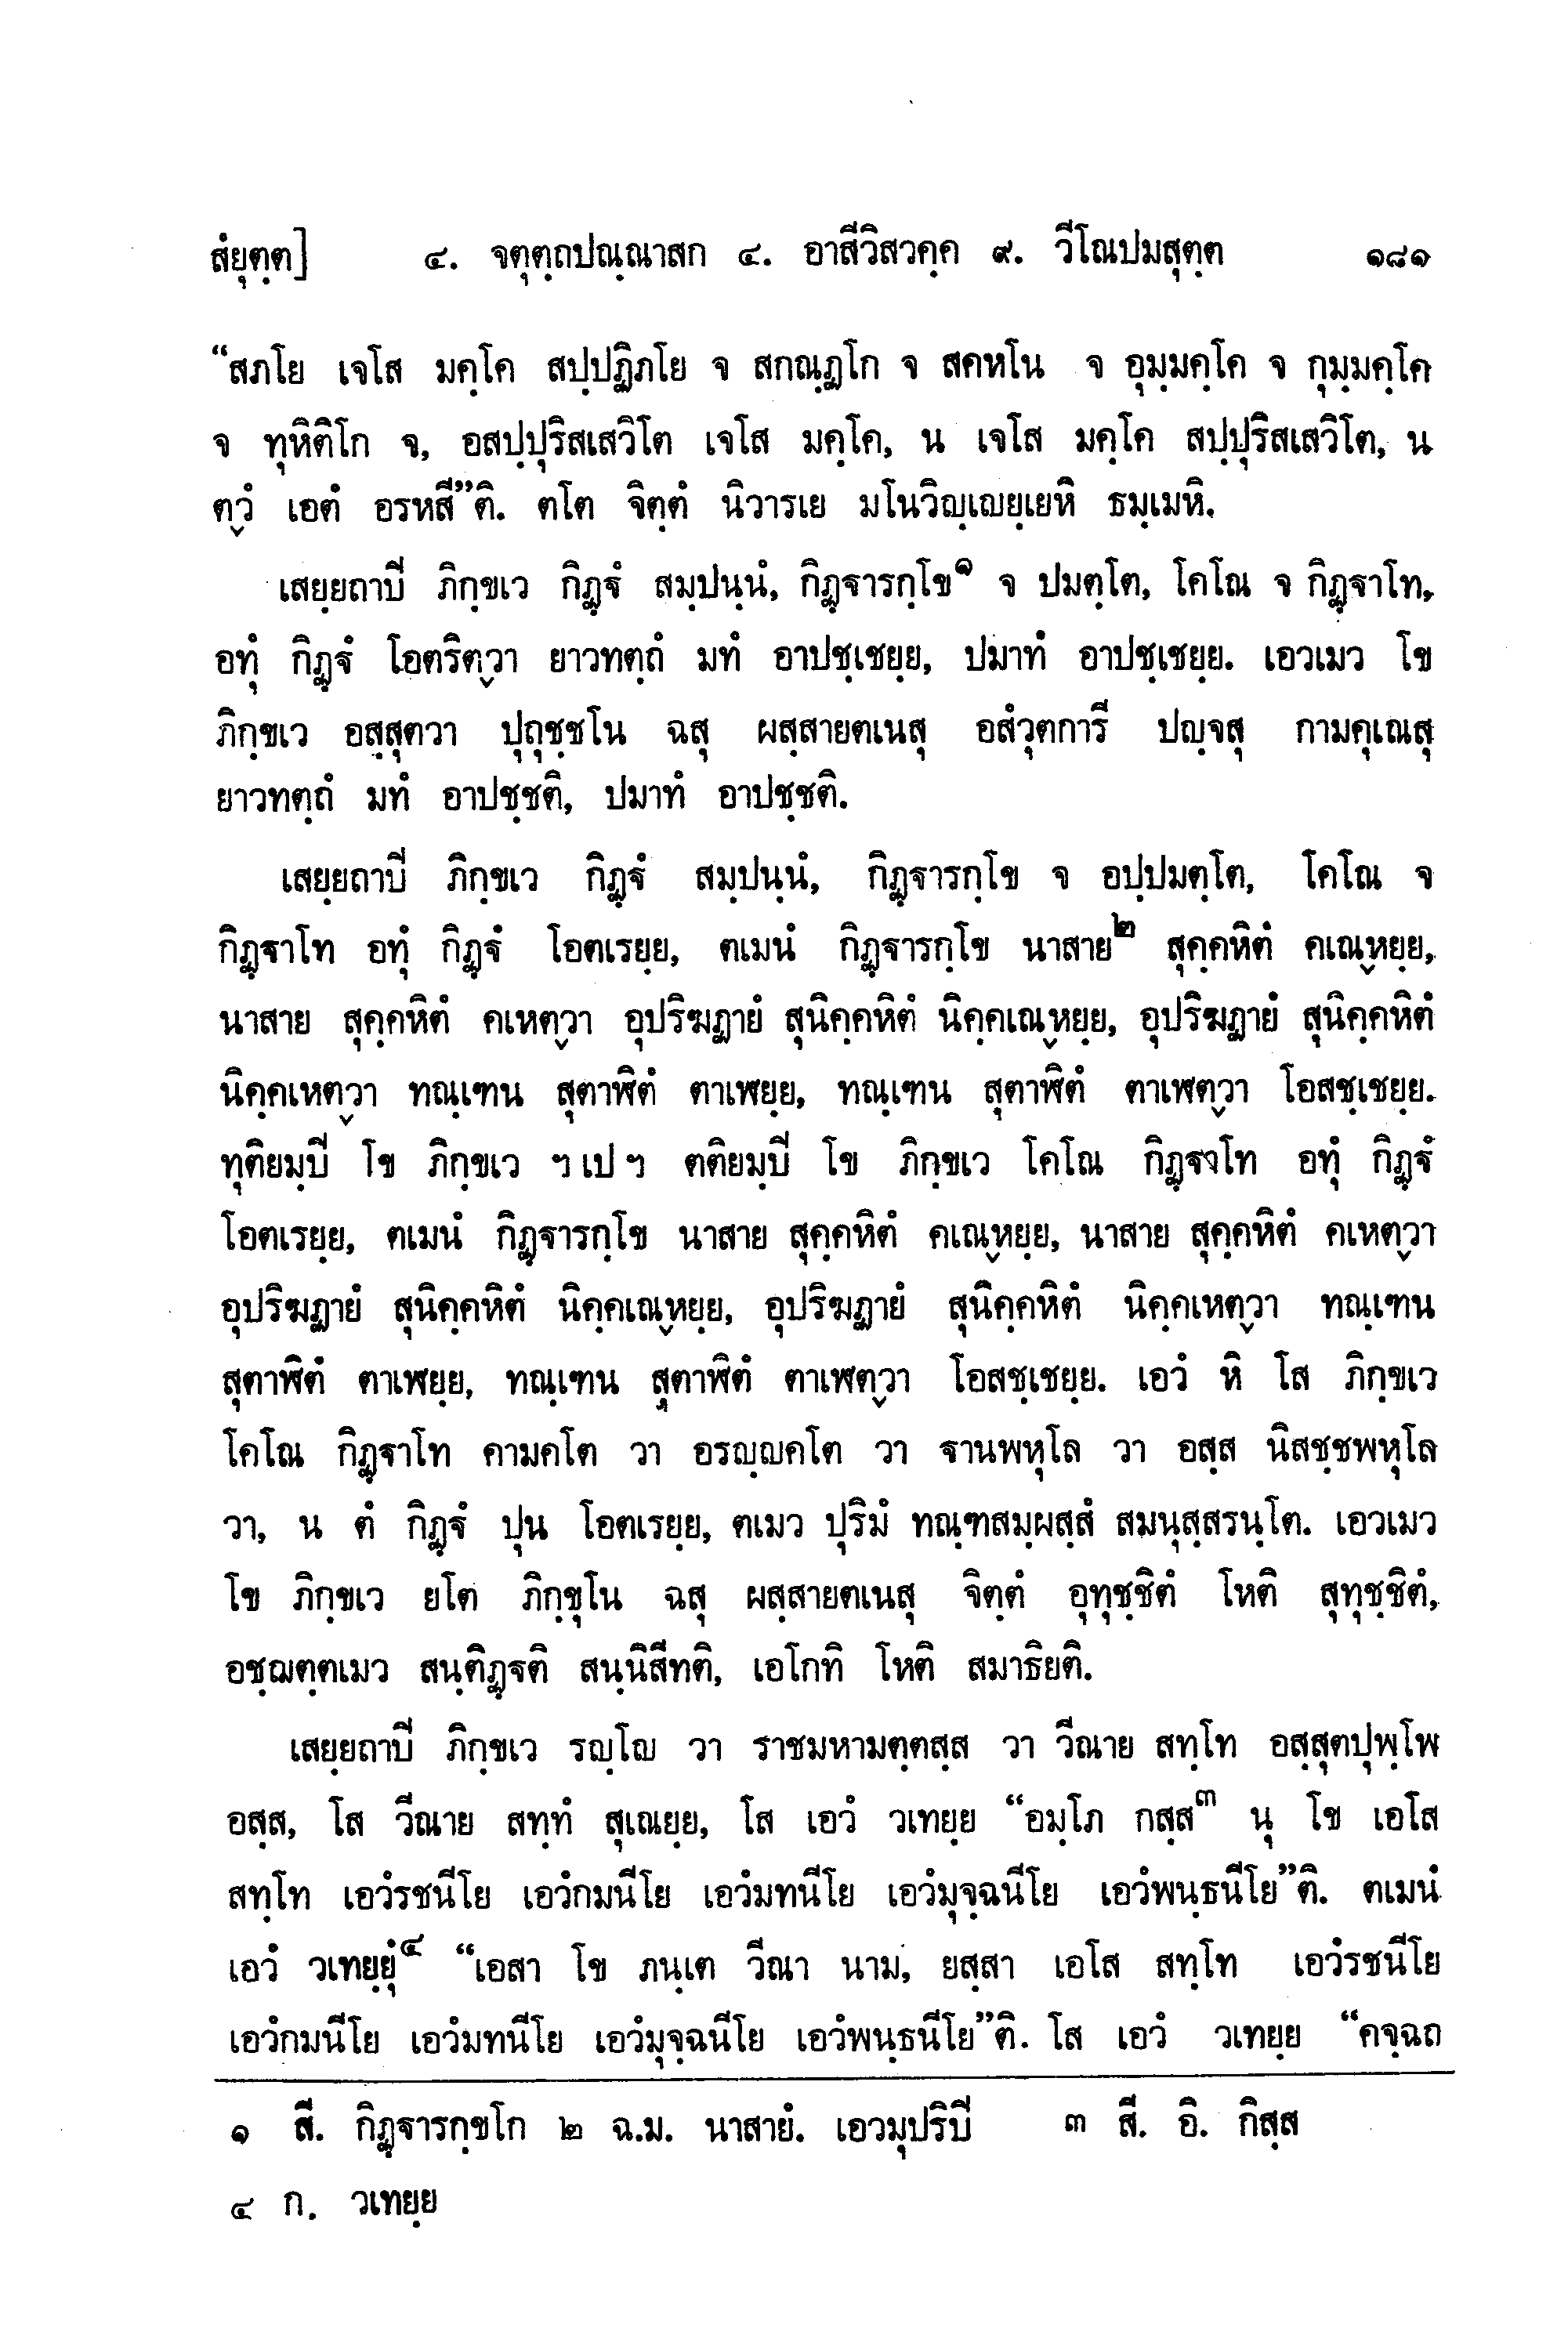 สํยุตฺต] ๔. จตุตฺถปณฺณาสก ๔. อาสีวิสวคฺค ๙. วีโณปมสุตฺต ๑๘๑
“สภโย เจโส มคฺโค สปฺปฏิภโย จ สกณฺฏโก จ สคหโน จ อุมฺมคฺโค จ กุมฺมคฺโค
จ ทุหิติโก จ, อสปฺปุริสเสวิโต เจโส มคฺโค, น เจโส มคฺโค สปฺปุริสเสวิโต, น
ตฺวํ เอตํ อรหสี”ติ. ตโต จิตฺตํ นิวารเย มโนวิญฺเญยฺเยหิ ธมฺเมหิ.
เสยฺยถาปิ ภิกฺขเว กิฏฺฐํ สมฺปนฺนํ, กิฏฺฐารกฺโข๑ จ ปมตฺโต, โคโณ จ กิฏฺฐาโท,
อทุํ กิฏฺฐํ โอตริตฺวา ยาวทตฺถํ มทํ อาปชฺเชยฺย, ปมาทํ อาปชฺเชยฺย. เอวเมว โข
ภิกฺขเว อสฺสุตวา ปุถุชฺชโน ฉสุ ผสฺสายตเนสุ อสํวุตการี ปญฺจสุ กามคุเณสุ
ยาวทตฺถํ มทํ อาปชฺชติ, ปมาทํ อาปชฺชติ.
เสยฺยถาปิ ภิกฺขเว กิฏฺฐํ สมฺปนฺนํ, กิฏฺฐารกฺโข จ อปฺปมตฺโต, โคโณ จ
กิฏฺฐาโท อทุํ กิฏฺฐํ โอตเรยฺย, ตเมนํ กิฏฺฐารกฺโข นาสาย๒ สุคฺคหิตํ คเณฺหยฺย,
นาสาย สุคฺคหิตํ คเหตฺวา อุปริฆฏายํ สุนิคฺคหิตํ นิคฺคเณฺหยฺย, อุปริฆฏายํ สุนิคฺคหิตํ
นิคฺคเหตฺวา ทณฺเฑน สุตาฬิตํ ตาเฬยฺย, ทณฺเฑน สุตาฬิตํ ตาเฬตฺวา โอสชฺเชยฺย.
ทุติยมฺปิ โข ภิกฺขเว ฯ เป ฯ ตติยมฺปิ โข ภิกฺขเว โคโณ กิฏฺฐาโท อทุํ กิฏฺฐํ
โอตเรยฺย, ตเมนํ กิฏฺฐารกฺโข นาสาย สุคฺคหิตํ คเณฺหยฺย, นาสาย สุคฺคหิตํ คเหตฺวา
อุปริฆฏายํ สุนิคฺคหิตํ นิคฺคเณฺหยฺย, อุปริฆฏายํ สุนิคฺคหิตํ นิคฺคเหตฺวา ทณฺเฑน
สุตาฬิตํ ตาเฬยฺย, ทณฺเฑน สุตาฬิตํ ตาเฬตฺวา โอสชฺเชยฺย. เอวํ หิ โส ภิกฺขเว
โคโณ กิฏฺฐาโท คามคโต วา อรญฺญคโต วา ฐานพหุโล วา อสฺส นิสชฺชพหุโล
วา, น ตํ กิฏฺฐํ ปุน โอตเรยฺย, ตเมว ปุริมํ ทณฺฑสมฺผสฺสํ สมนุสฺสรนฺโต. เอวเมว
โข ภิกฺขเว ยโต ภิกฺขุโน ฉสุ ผสฺสายตเนสุ จิตฺตํ อุทุชฺชิตํ โหติ สุทุชฺชิตํ,
อชฺฌตฺตเมว สนฺติฏฺฐติ สนฺนิสีทติ, เอโกทิ โหติ สมาธิยติ.
เสยฺยถาปิ ภิกฺขเว รญฺโญ วา ราชมหามตฺตสฺส วา วีณาย สทฺโท อสฺสุตปุพฺโพ
อสฺส, โส วีณาย สทฺทํ สุเณยฺย, โส เอวํ วเทยฺย “อมฺโภ กสฺส๓ นุ โข เอโส
สทฺโท เอวํรชนีโย เอวํกมนีโย เอวํมทนีโย เอวํมุจฺฉนีโย เอวํพนฺธนีโย”ติ. ตเมนํ
เอวํ วเทยฺยุํ๔ “เอสา โข ภนฺเต วีณา นาม, ยสฺสา เอโส สทฺโท เอวํรชนีโย
เอวํกมนีโย เอวํมทนีโย เอวํมุจฺฉนีโย เอวํพนฺธนีโย”ติ. โส เอวํ วเทยฺย “คจฺฉถ
๑ สี. กิฏฺฐารกฺขโก ๒ ฉ.ม. นาสายํ. เอวมุปริปิ ๓ สี. อิ. กิสฺส
๔ ก. วเทยฺย